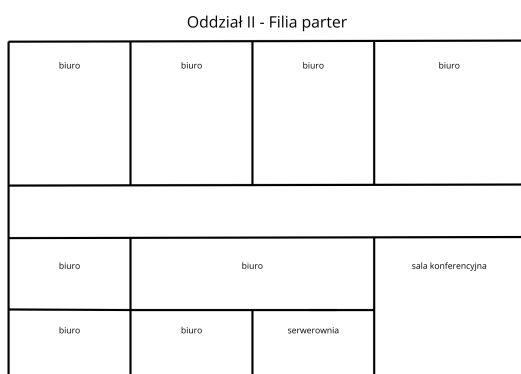 Oddział II - Filia parter
biuro
biuro
biuro
biuro
biuro
biuro
sala konferencyjna
biuro
biuro
serwerownia